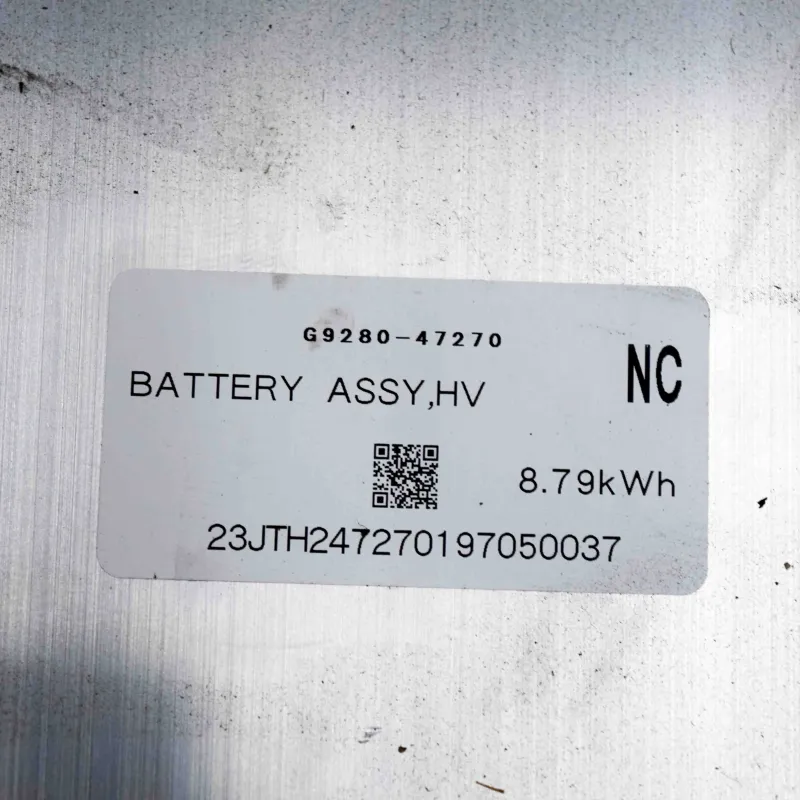 G9280-47270
NC
BATTERY ASSY,HV
8.79kWh
23JTH247270197050037